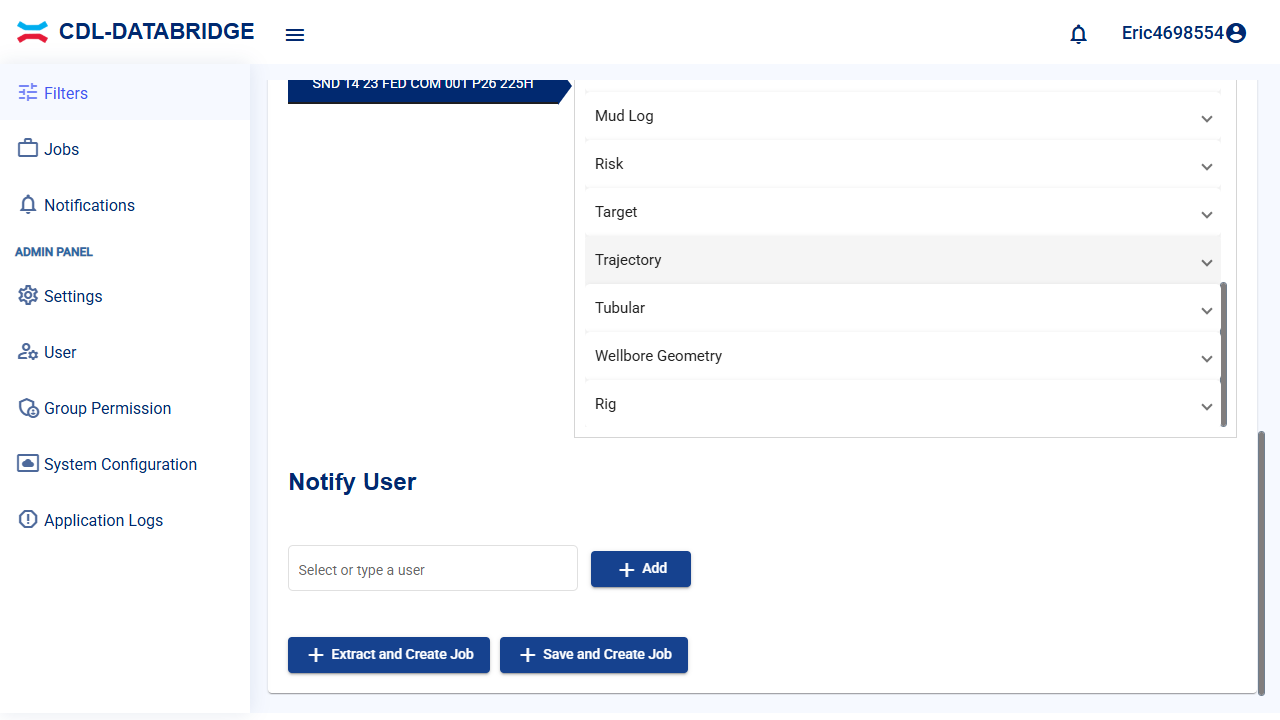 CDL-DATABRIDGE
Eric4698554
Filters
Jobs
Notifications
ADMIN PANEL
Settings
User
Group Permission
System Configuration
Application Logs
SND 14 23 FED COM 001 P26 225H
Mud Log
Risk
Target
Trajectory
Tubular
Wellbore Geometry
Rig
Notify User
Select or type a user
Add
Extract and Create Job
Save and Create Job